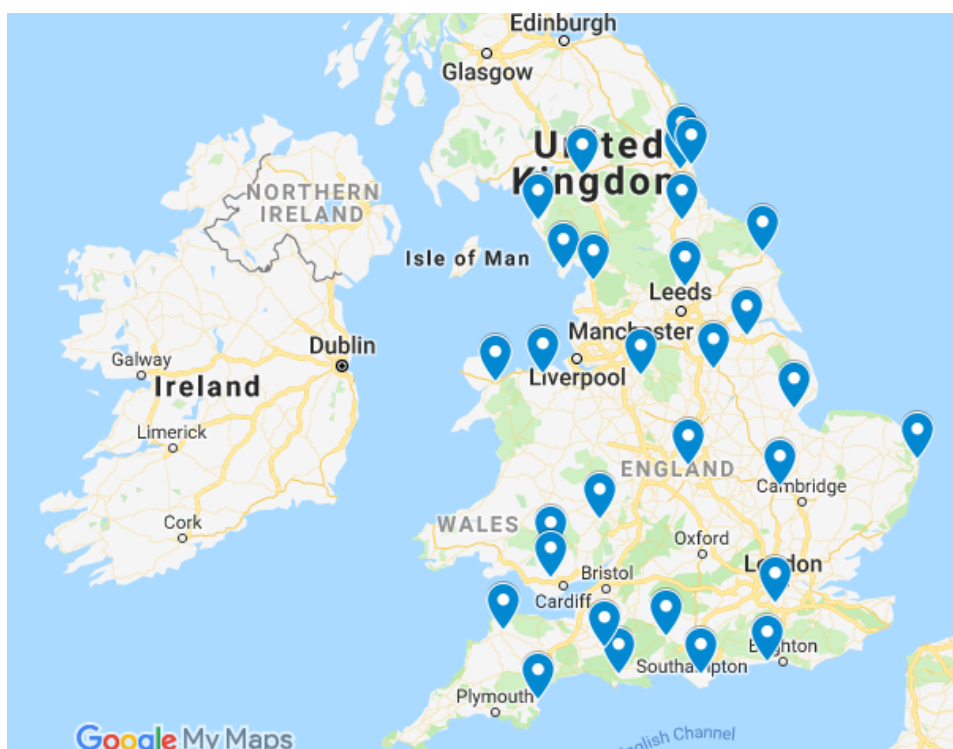 Edinburgh
Glasgow
United
Kingdom
NORTHERN
IRELAND
Isle of Man
Leeds
Manchester
Dublin
Galway
Ireland
Liverpool
Limerick
ENGLAND
Cambridge
Cork
WALES
Oxford
London
Bristol
Cardiff
Brighton
Southampton
Plymouth
Google My Maps
English Channel